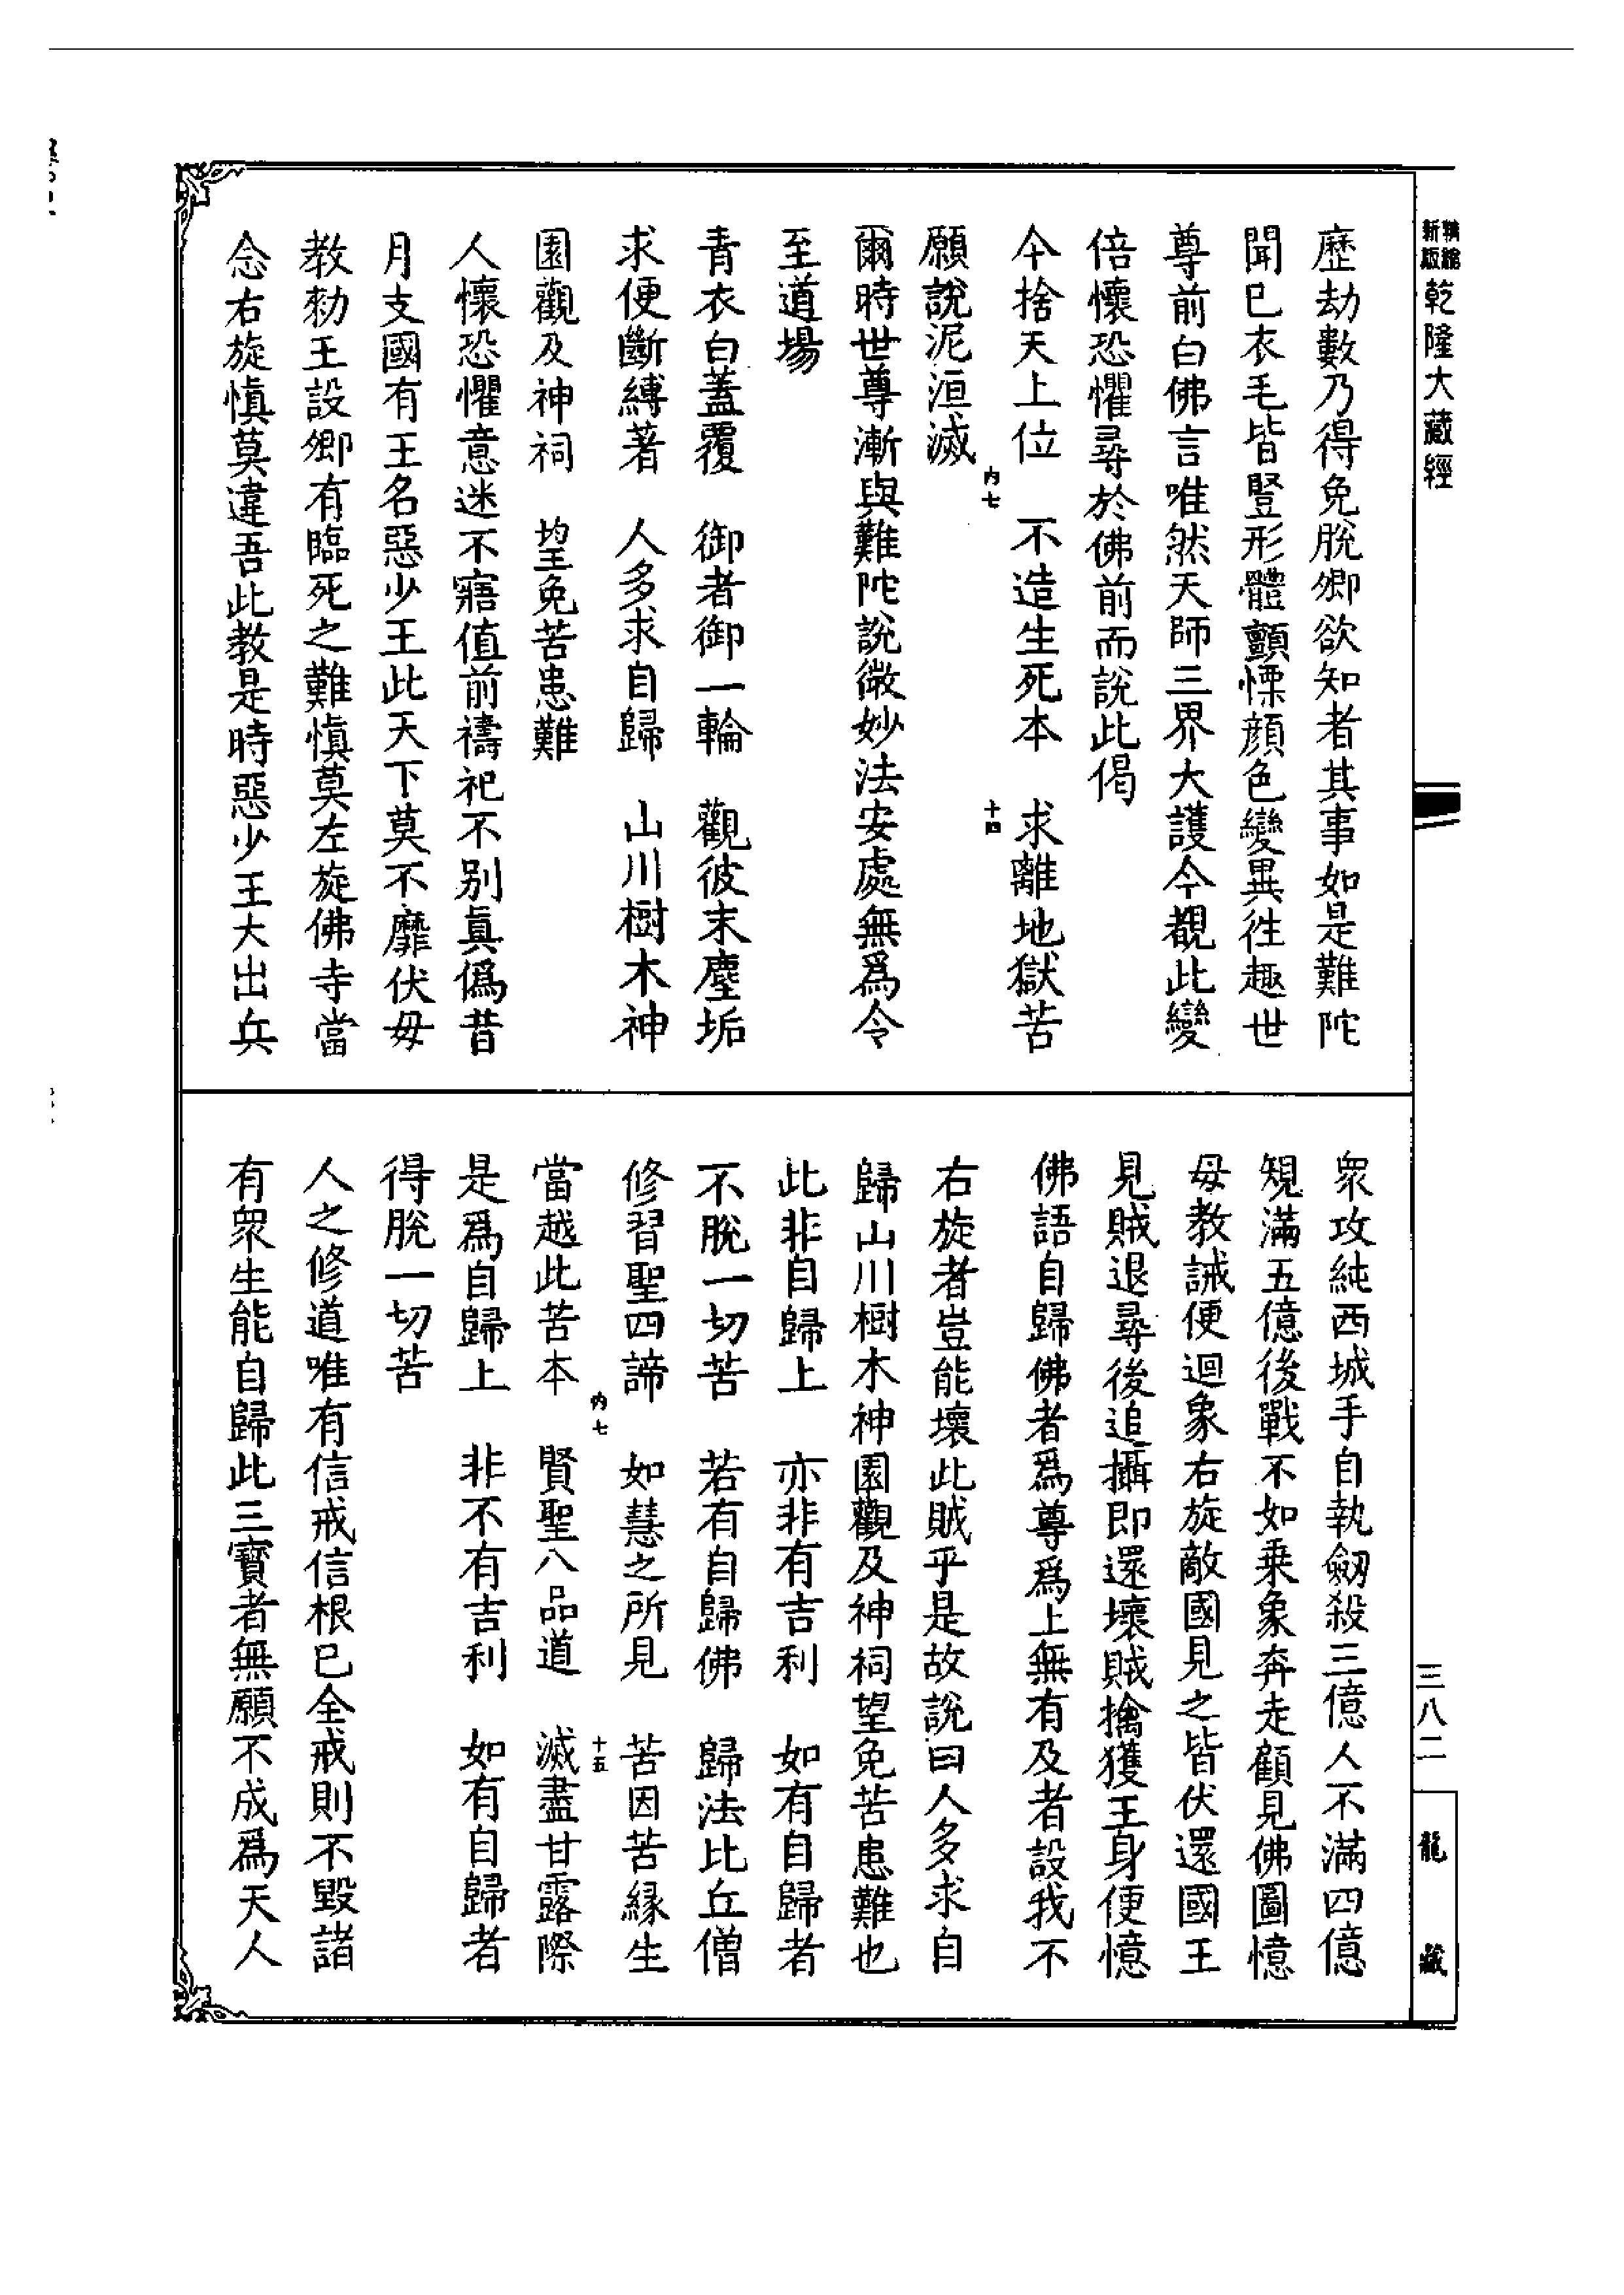 乾隆大藏經
歷劫數乃得免脫卿欲知者其事如是難陀
聞已衣毛皆豎形體顫慄顏色變異往趣世
尊前白佛言唯然天師三界大護今覩此變
倍懷恐懼尋於佛前而說此偈
今捨天上位　不造生死本　求離地獄苦
願說泥洹滅
內七
十四
爾時世尊漸與難陀說微妙法安處無爲令
至道場
青衣白蓋覆　御者御一輪　觀彼末塵垢
求便斷縛著　人多求自歸　山川樹木神
園觀及神祠　望免苦患難
人懷恐懼意迷不寤值前禱祀不别眞僞昔
月支國有王名惡少王此天下莫不靡伏毋
教勑王設卿有臨死之難愼莫左旋佛寺當
念右旋愼莫違吾此教是時惡少王大出兵
衆攻純西城手自執劒殺三億人不滿四億
規滿五億後戰不如乗象奔走顧見佛圖憶
毋教誡便迴象右旋敵國見之皆伏還國王
見賊退尋後追攝即還壞賊擒獲王身便憶
佛語自歸佛者爲尊爲上無有及者設我不
右旋者豈能壞此賊乎是故說曰人多求自
歸山川樹木神園觀及神祠望免苦患難也
此非自歸上　亦非有吉利　如有自歸者
不脫一切苦　若有自歸佛　歸法比丘僧
修習聖四諦　如慧之所見　苦因苦緣生
內七
十五
當越此苦本　賢聖八品道　滅盡甘露際
是爲自歸上　非不有吉利　如有自歸者
得脫一切苦
人之修道唯有信戒信根已全戒則不毀諸
有衆生能自歸此三寳者無願不成爲天人
三八二
龍藏